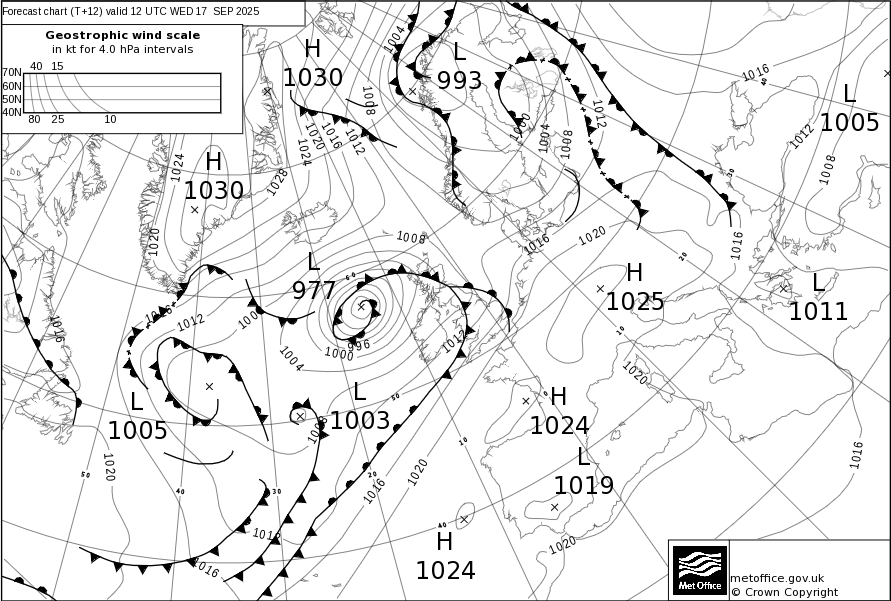 Forecast chart (T+12) valid 12 UTC WED 17 SEP 2025
Geostrophic wind scale
in kt for 4.0 hPa intervals
40 15
70N
60N
50N
40N
80 25 10
H
1030
L
993
L
1005
H
1030
L
977
H
1025
L
1011
L
1005
L
1003
H
1024
L
1019
H
1024
1004
1008
1016
1012
1024
1020
1016
1012
1024
1028
1020
1000
1004
1008
1012
1012
1008
1016
1016
1020
1008
1016
1012
1004
996
1000
1012
1020
1020
1016
1020
1012
1016
1020
1016
40
30
20
10
0
60
50
50
40
30
20
10
40
Met Office
metoffice.gov.uk
© Crown Copyright